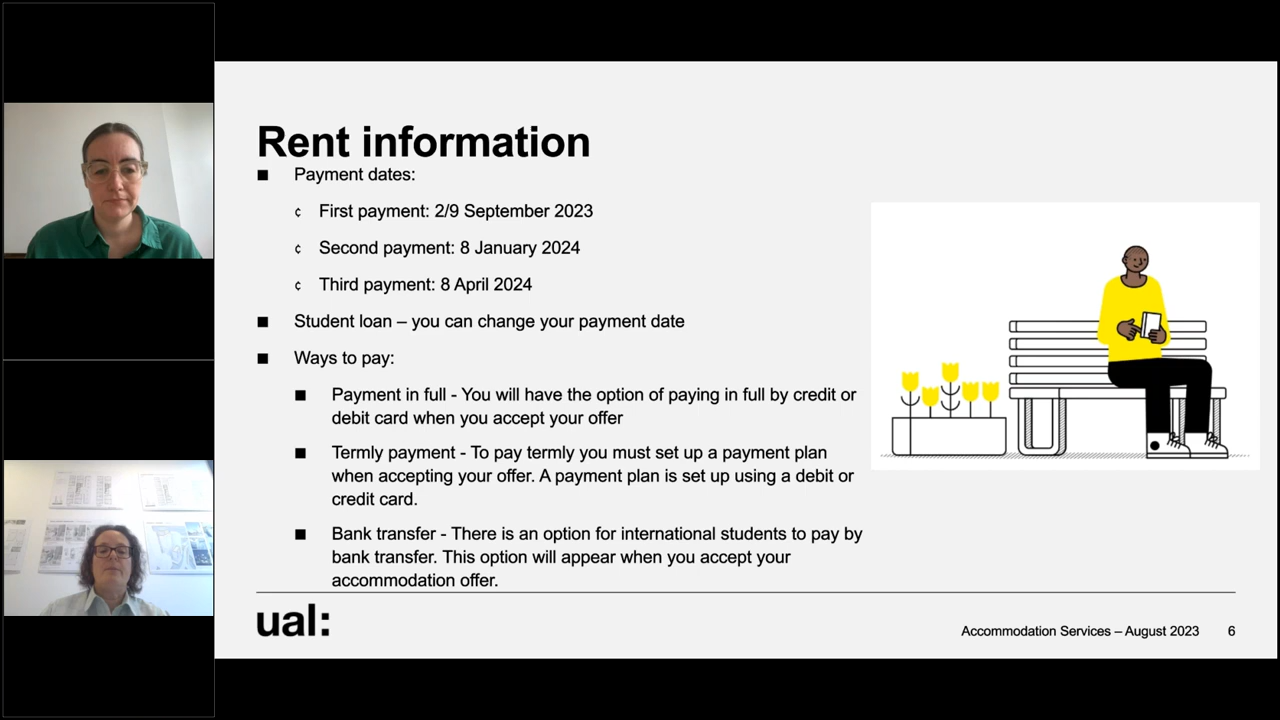 Rent information
■ Payment dates:
¢ First payment: 2/9 September 2023
¢ Second payment: 8 January 2024
¢ Third payment: 8 April 2024
■ Student loan – you can change your payment date
■ Ways to pay:
■ Payment in full - You will have the option of paying in full by credit or
debit card when you accept your offer
■ Termly payment - To pay termly you must set up a payment plan
when accepting your offer. A payment plan is set up using a debit or
credit card.
■ Bank transfer - There is an option for international students to pay by
bank transfer. This option will appear when you accept your
accommodation offer.
ual:
Accommodation Services – August 2023 6